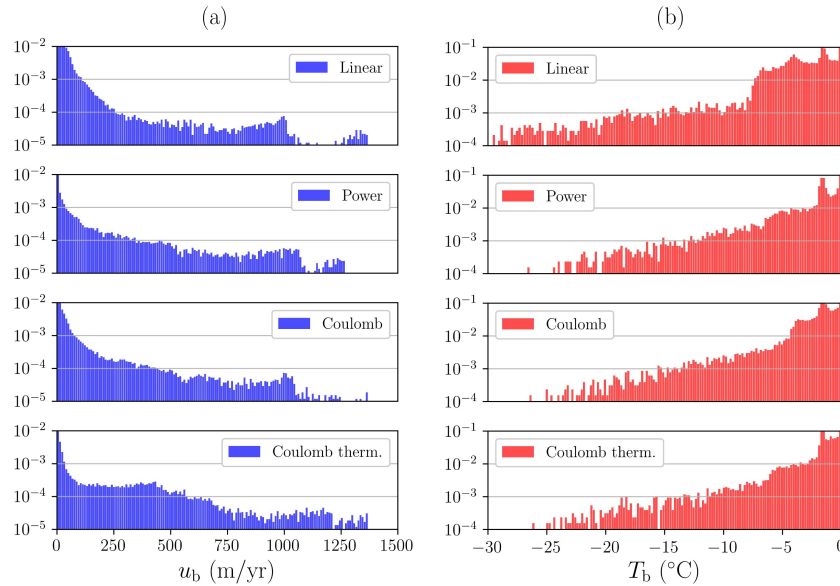 (a)
(b)
10⁻²
10⁻³
10⁻⁴
10⁻⁵
Linear
10⁻¹
10⁻²
10⁻³
10⁻⁴
Linear
10⁻²
10⁻³
10⁻⁴
10⁻⁵
Power
10⁻¹
10⁻²
10⁻³
10⁻⁴
Power
10⁻²
10⁻³
10⁻⁴
10⁻⁵
Coulomb
10⁻¹
10⁻²
10⁻³
10⁻⁴
Coulomb
10⁻²
10⁻³
10⁻⁴
10⁻⁵
Coulomb therm.
10⁻¹
10⁻²
10⁻³
10⁻⁴
Coulomb therm.
0 250 500 750 1000 1250 1500
−30 −25 −20 −15 −10 −5 0
u_b (m/yr)
T_b (°C)